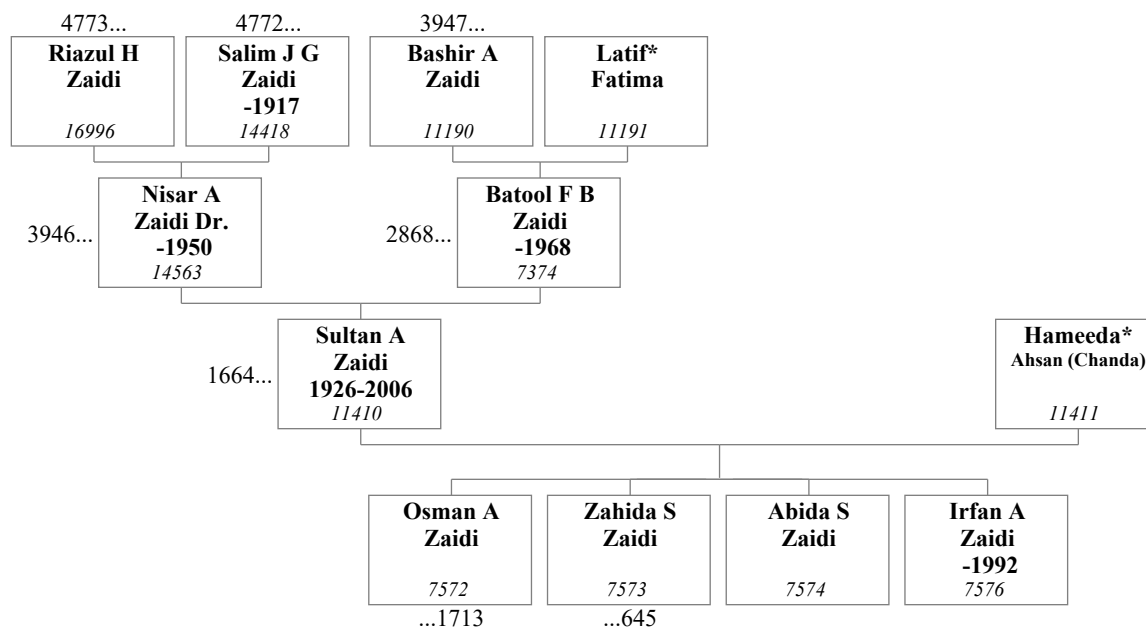 4773...
4772...
3947...
Riazul H
Zaidi
16996
Salim J G
Zaidi
-1917
14418
Bashir A
Zaidi
11190
Latif*
Fatima
11191
3946...
Nisar A
Zaidi Dr.
-1950
14563
2868...
Batool F B
Zaidi
-1968
7374
1664...
Sultan A
Zaidi
1926-2006
11410
Hameeda*
Ahsan (Chanda)
11411
Osman A
Zaidi
7572
...1713
Zahida S
Zaidi
7573
...645
Abida S
Zaidi
7574
Irfan A
Zaidi
-1992
7576